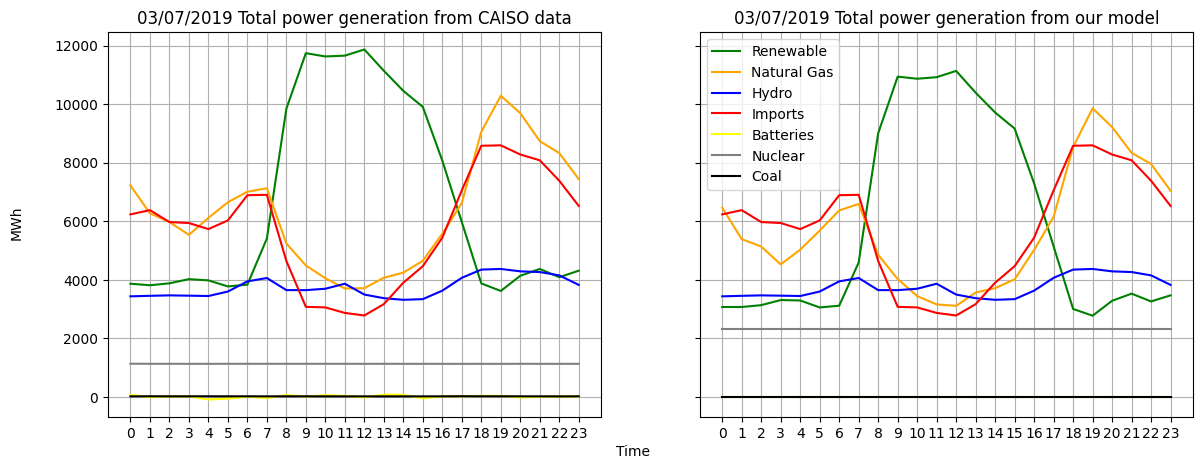 03/07/2019 Total power generation from CAISO data
MWh
12000
10000
8000
6000
4000
2000
0
0 1 2 3 4 5 6 7 8 9 10 11 12 13 14 15 16 17 18 19 20 21 22 23
03/07/2019 Total power generation from our model
Renewable
Natural Gas
Hydro
Imports
Batteries
Nuclear
Coal
0 1 2 3 4 5 6 7 8 9 10 11 12 13 14 15 16 17 18 19 20 21 22 23
Time